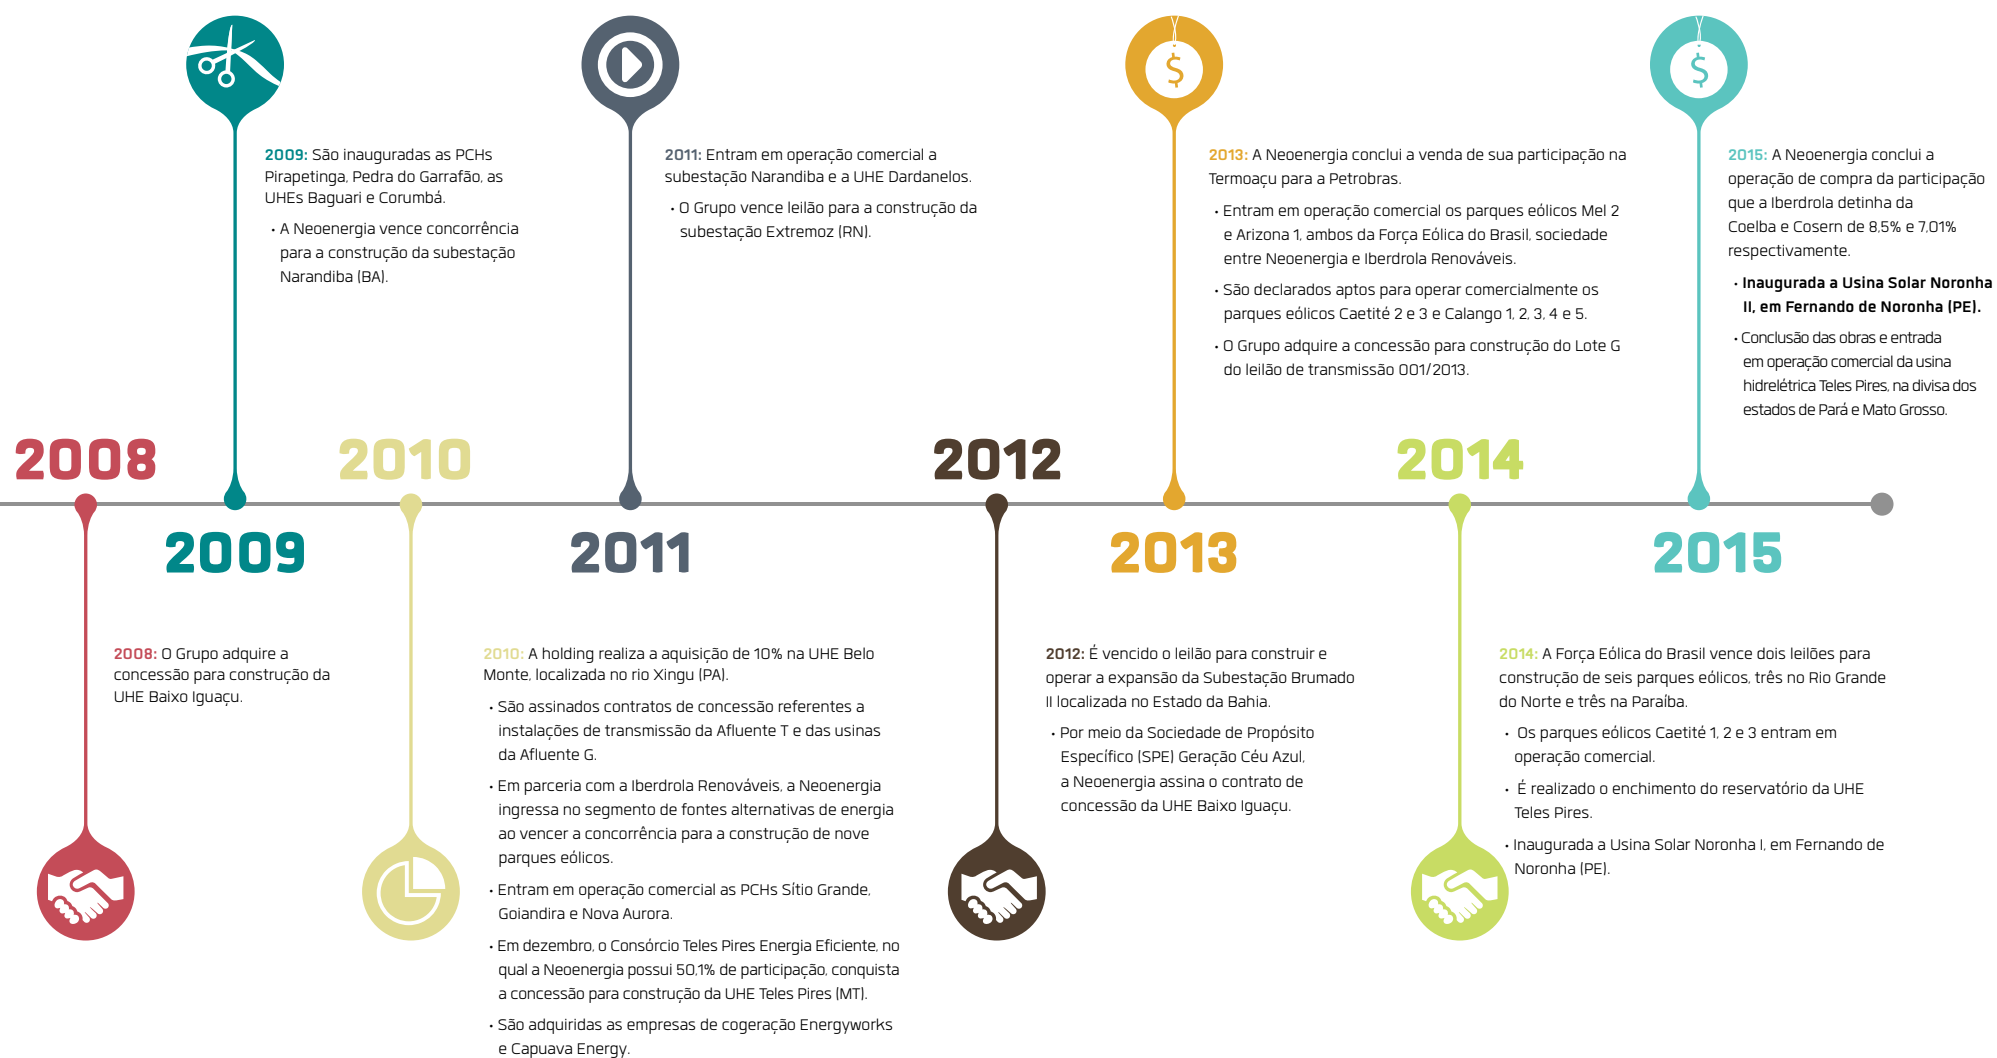 2009: São inauguradas as PCHs
Pirapetinga, Pedra do Garrafão, as
UHEs Baguari e Corumbá.
• A Neoenergia vence concorrência
para a construção da subestação
Narandiba (BA).
2011: Entram em operação comercial a
subestação Narandiba e a UHE Dardanelos.
• O Grupo vence leilão para a construção da
subestação Extremoz (RN).
$
2013: A Neoenergia conclui a venda de sua participação na
Termoaçu para a Petrobras.
• Entram em operação comercial os parques eólicos Mel 2
e Arizona 1, ambos da Força Eólica do Brasil, sociedade
entre Neoenergia e Iberdrola Renováveis.
• São declarados aptos para operar comercialmente os
parques eólicos Caetité 2 e 3 e Calango 1, 2, 3, 4 e 5.
• O Grupo adquire a concessão para construção do Lote G
do leilão de transmissão 001/2013.
$
2015: A Neoenergia conclui a
operação de compra da participação
que a Iberdrola detinha da
Coelba e Cosern de 8,5% e 7,01%
respectivamente.
• Inaugurada a Usina Solar Noronha
II, em Fernando de Noronha (PE).
• Conclusão das obras e entrada
em operação comercial da usina
hidrelétrica Teles Pires, na divisa dos
estados de Pará e Mato Grosso.
2008
2010
2012
2014
2009
2011
2013
2015
2008: O Grupo adquire a
concessão para construção da
UHE Baixo Iguaçu.
2010: A holding realiza a aquisição de 10% na UHE Belo
Monte, localizada no rio Xingu (PA).
• São assinados contratos de concessão referentes a
instalações de transmissão da Afluente T e das usinas
da Afluente G.
• Em parceria com a Iberdrola Renováveis, a Neoenergia
ingressa no segmento de fontes alternativas de energia
ao vencer a concorrência para a construção de nove
parques eólicos.
• Entram em operação comercial as PCHs Sítio Grande,
Goiandira e Nova Aurora.
• Em dezembro, o Consórcio Teles Pires Energia Eficiente, no
qual a Neoenergia possui 50,1% de participação, conquista
a concessão para construção da UHE Teles Pires (MT).
• São adquiridas as empresas de cogeração Energyworks
e Capuava Energy.
2012: É vencido o leilão para construir e
operar a expansão da Subestação Brumado
II localizada no Estado da Bahia.
• Por meio da Sociedade de Propósito
Específico (SPE) Geração Céu Azul,
a Neoenergia assina o contrato de
concessão da UHE Baixo Iguaçu.
2014: A Força Eólica do Brasil vence dois leilões para
construção de seis parques eólicos, três no Rio Grande
do Norte e três na Paraíba.
• Os parques eólicos Caetité 1, 2 e 3 entram em
operação comercial.
• É realizado o enchimento do reservatório da UHE
Teles Pires.
• Inaugurada a Usina Solar Noronha I, em Fernando de
Noronha (PE).